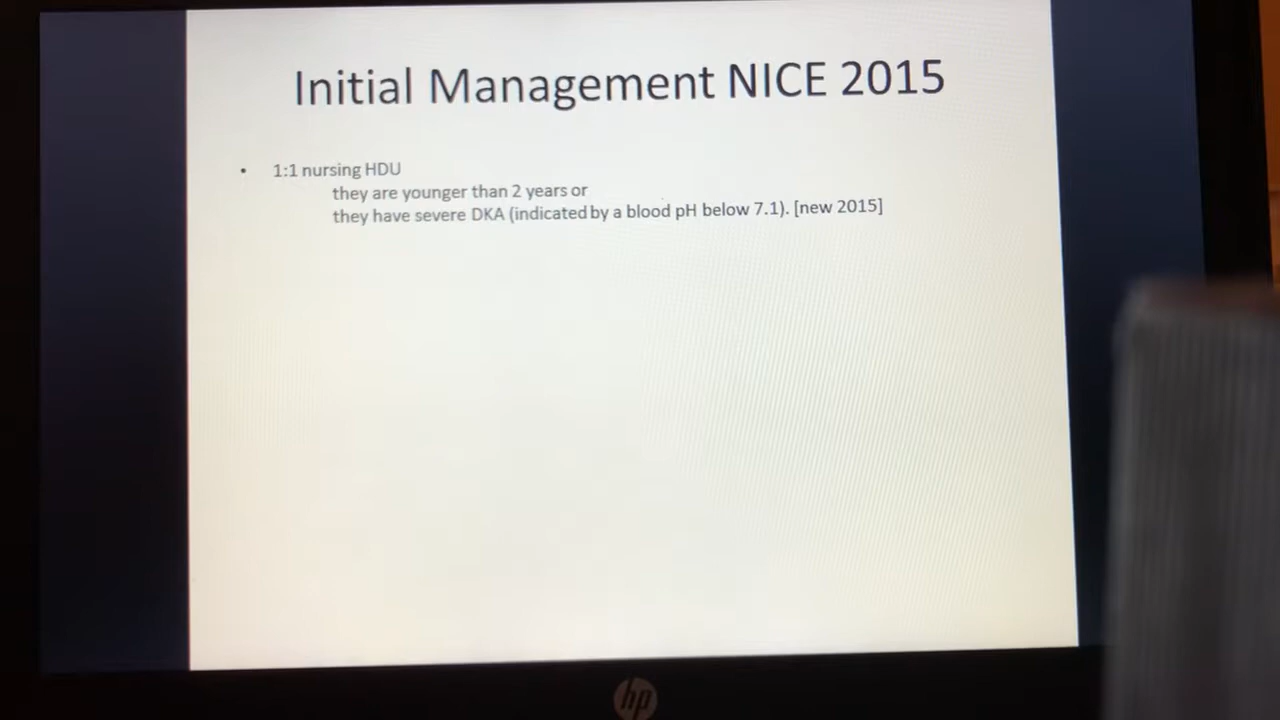 Initial Management NICE 2015
• 1:1 nursing HDU
they are younger than 2 years or
they have severe DKA (indicated by a blood pH below 7.1). [new 2015]
hp